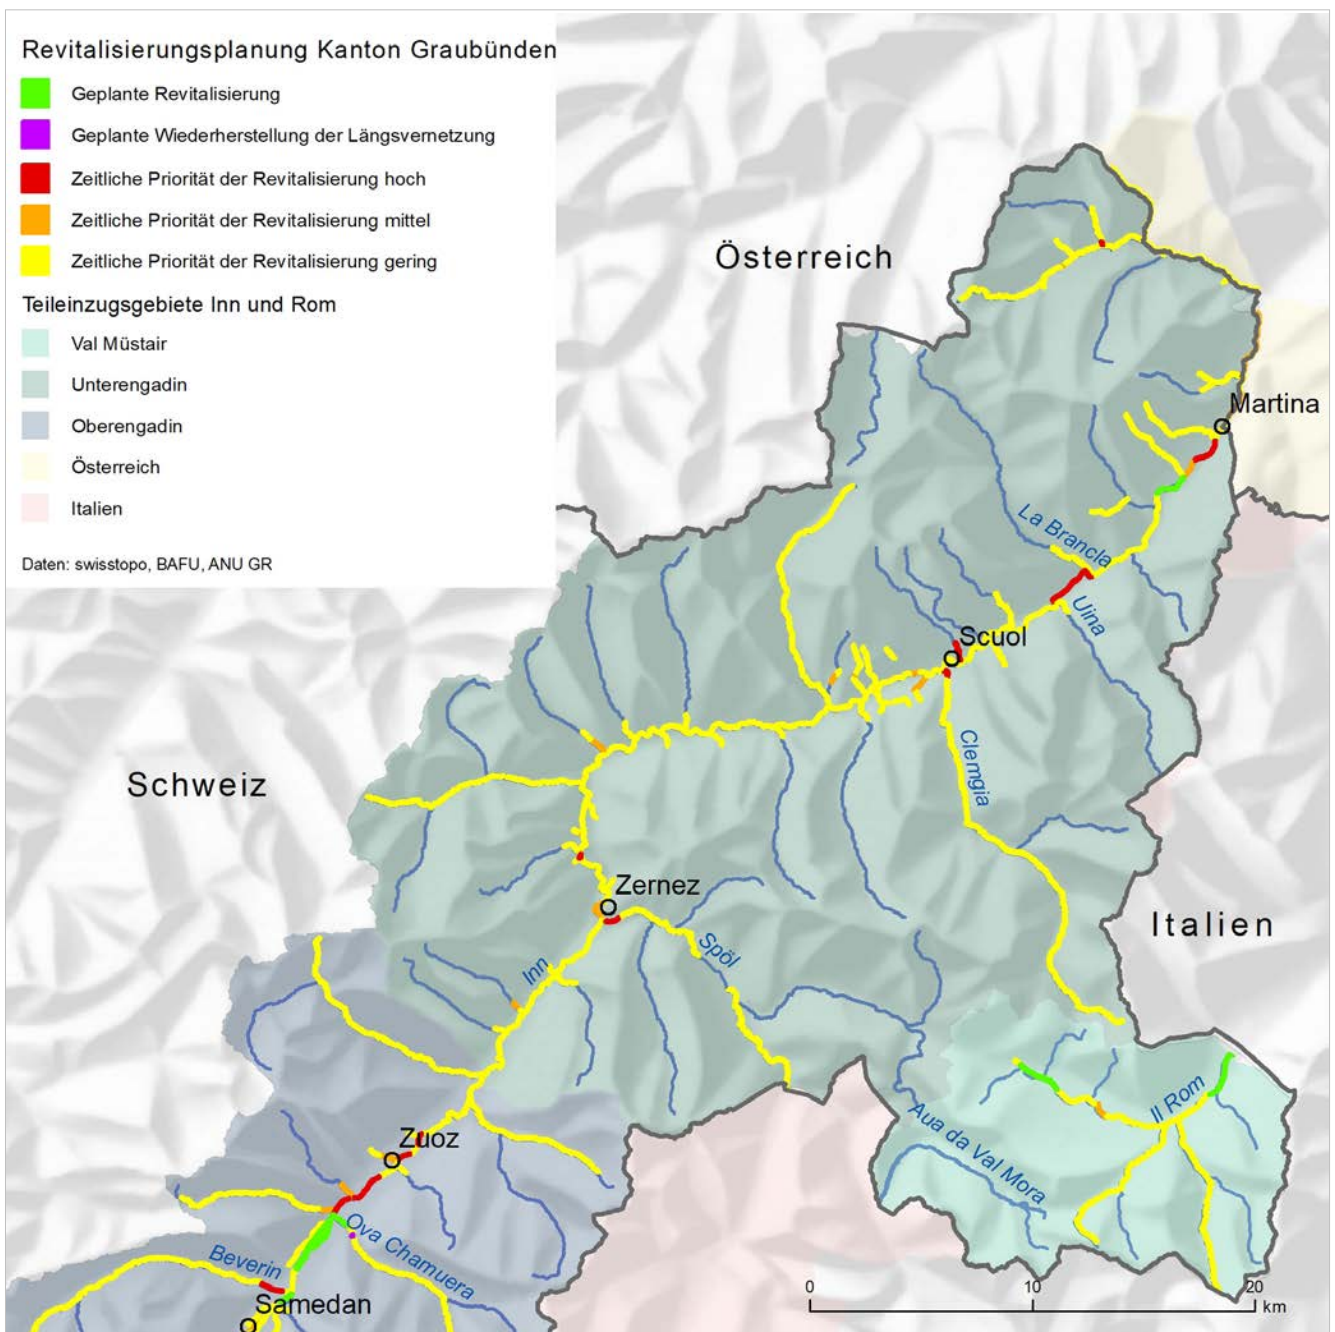 Revitalisierungsplanung Kanton Graubünden
Geplante Revitalisierung
Geplante Wiederherstellung der Längsvernetzung
Zeitliche Priorität der Revitalisierung hoch
Zeitliche Priorität der Revitalisierung mittel
Zeitliche Priorität der Revitalisierung gering
Teileinzugsgebiete Inn und Rom
Val Müstair
Unterengadin
Oberengadin
Österreich
Italien
Daten: swisstopo, BAFU, ANU GR
Österreich
Martina
La Brancla
Uina
Scuol
Clemgia
Schweiz
Zernez
Italien
Spöl
Inn
Il Rom
Aua da Val Mora
Zuoz
Ova Chamuera
Beverin
Samedan
0 10 20
km